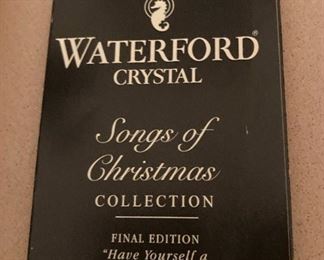 WATERFORD®
CRYSTAL
Songs of
Christmas
COLLECTION
FINAL EDITION
"Have Yourself a